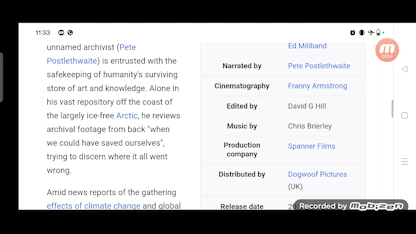 11:33
unnamed archivist (Pete
Postlethwaite) is entrusted with the
safekeeping of humanity's surviving
store of art and knowledge. Alone in
his vast repository off the coast of
the largely ice-free Arctic, he reviews
archival footage from back "when
we could have saved ourselves",
trying to discern where it all went
wrong.
Amid news reports of the gathering
effects of climate change and global
Ed Miliband
Narrated by Pete Postlethwaite
Cinematography Franny Armstrong
Edited by David G Hill
Music by Chris Brierley
Production
company Spanner Films
Distributed by Dogwoof Pictures
(UK)
Release date
Recorded by Mobizen